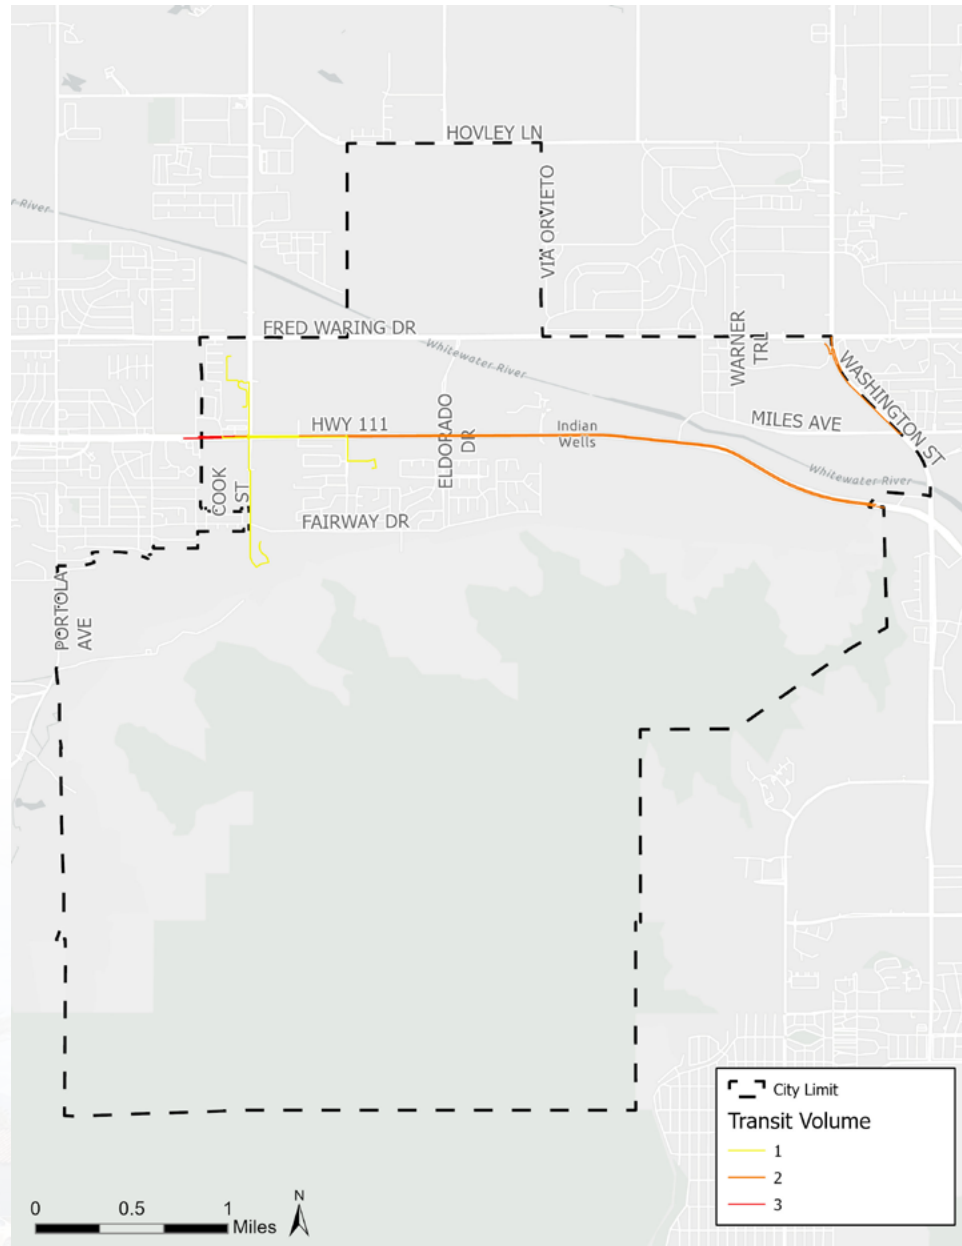 HOVLEY LN
r-River
VIA ORVIETO
FRED WARING DR
Whitewater River
WARNER
TRL
WASHINGTON ST
HWY 111
ELDORADO
DR
Indian
Wells
MILES AVE
Whitewater River
COOK
ST
FAIRWAY DR
PORTOLA
AVE
City Limit
Transit Volume
1
2
3
0
0.5
1
Miles
N